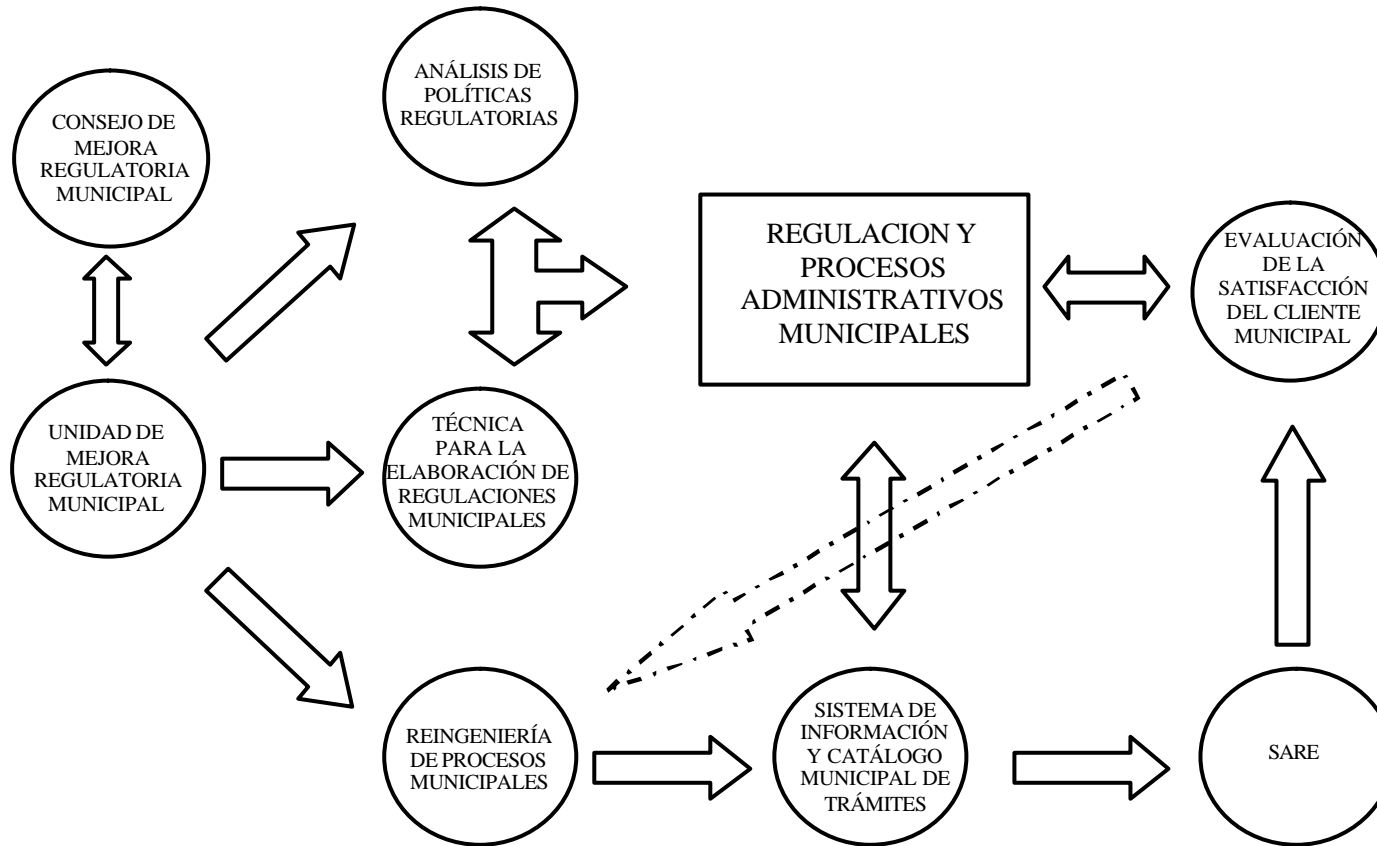 ANÁLISIS DE
POLÍTICAS
REGULATORIAS
CONSEJO DE
MEJORA
REGULATORIA
MUNICIPAL
REGULACION Y
PROCESOS
ADMINISTRATIVOS
MUNICIPALES
EVALUACIÓN
DE LA
SATISFACCIÓN
DEL CLIENTE
MUNICIPAL
UNIDAD DE
MEJORA
REGULATORIA
MUNICIPAL
TÉCNICA
PARA LA
ELABORACIÓN DE
REGULACIONES
MUNICIPALES
REINGENIERÍA
DE PROCESOS
MUNICIPALES
SISTEMA DE
INFORMACIÓN
Y CATÁLOGO
MUNICIPAL DE
TRÁMITES
SARE